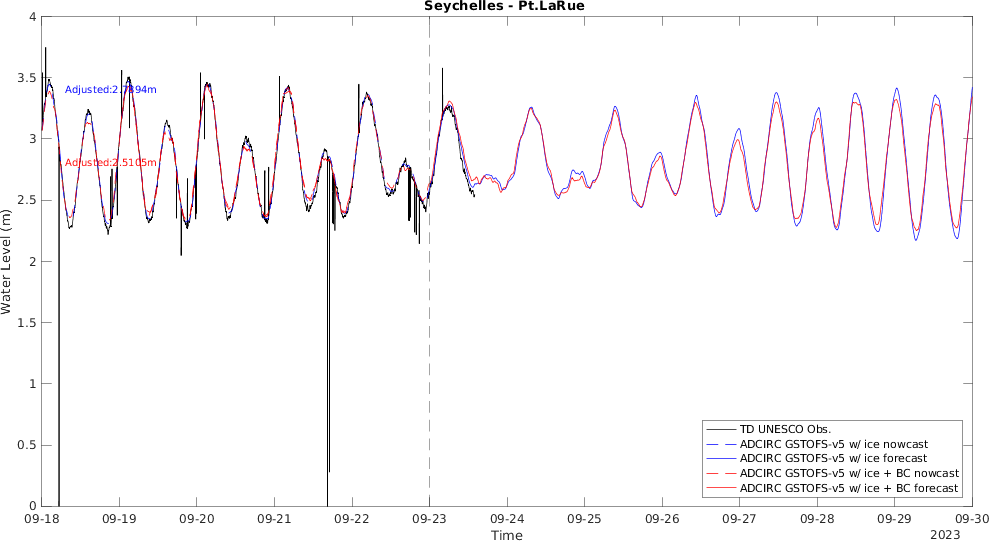 Seychelles - Pt.LaRue
4
3.5
3
2.5
2
1.5
1
0.5
0
Water Level (m)
Adjusted:2.7894m
Adjusted:2.5105m
TD UNESCO Obs.
ADCIRC GSTOFS-v5 w/ ice nowcast
ADCIRC GSTOFS-v5 w/ ice forecast
ADCIRC GSTOFS-v5 w/ ice + BC nowcast
ADCIRC GSTOFS-v5 w/ ice + BC forecast
09-18 09-19 09-20 09-21 09-22 09-23 09-24 09-25 09-26 09-27 09-28 09-29 09-30
Time
2023